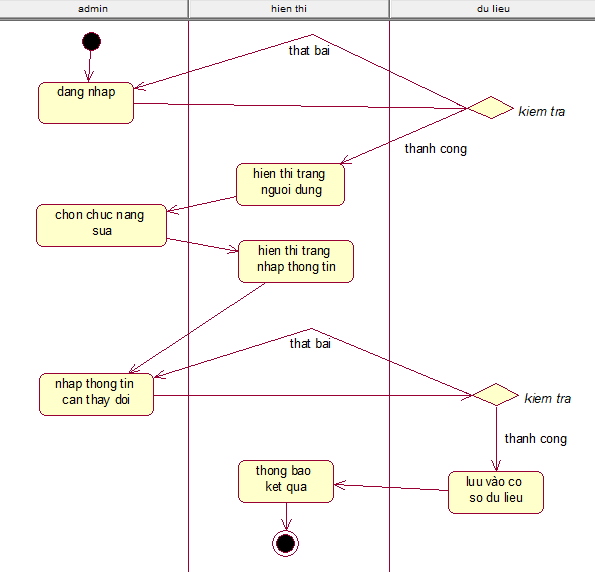 admin
hien thi
du lieu
that bai
dang nhap
kiem tra
thanh cong
hien thi trang
nguoi dung
chon chuc nang
sua
hien thi trang
nhap thong tin
that bai
nhap thong tin
can thay doi
kiem tra
thanh cong
thong bao
ket qua
luu vào co
so du lieu